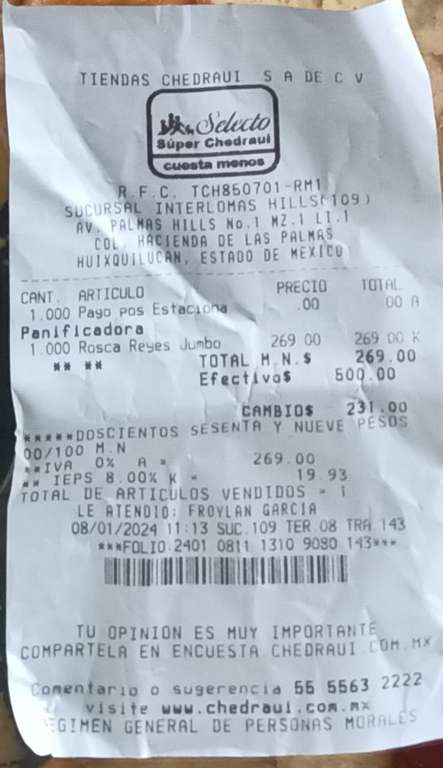 TIENDAS CHEDRAUI S A DE C V
Selecto
Súper Chedraui
cuesta menos
R.F.C. TCH850701-RM1
SUCURSAL INTERLOMAS HILLS(109)
AV. PALMAS HILLS No.1 MZ.1 LI.1
COL. HACIENDA DE LAS PALMAS
HUIXQUILUCAN, ESTADO DE MEXICO
CANT. ARTICULO PRECIO TOTAL
1.000 Pago pos Estaciona .00 00 A
Panificadora
1.000 Rosca Reyes Jumbo 269 00 269 00 K
** ** TOTAL M.N.$ 269.00
Efectivo$ 500.00
CAMBIO$ 231.00
*****DOSCIENTOS SESENTA Y NUEVE PESOS
00/100 M.N
**IVA 0% A = 269.00
** IEPS 8.00% K = 19.93
TOTAL DE ARTICULOS VENDIDOS = 1
LE ATENDIO: FROYLAN GARCIA
08/01/2024 11:13 SUC.109 TER.08 TRA.143
***FOLIO.2401 0811 1310 9080 143***
TU OPINION ES MUY IMPORTANTE
COMPARTELA EN ENCUESTA CHEDRAUI.COM.MX
Comentario o sugerencia 55 5563 2222
visite www.chedraui.com.mx
REGIMEN GENERAL DE PERSONAS MORALES